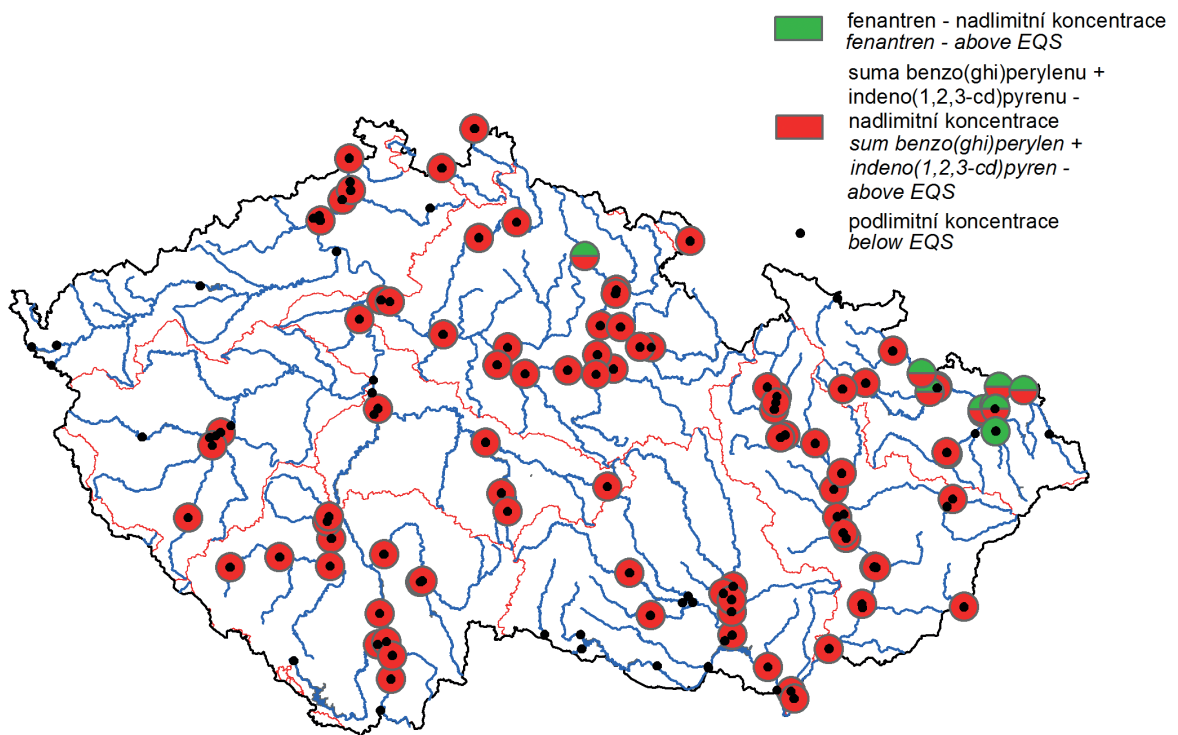 fenantren - nadlimitní koncentrace
fenantren - above EQS
suma benzo(ghi)perylenu +
indeno(1,2,3-cd)pyrenu -
nadlimitní koncentrace
sum benzo(ghi)perylen +
indeno(1,2,3-cd)pyren -
above EQS
podlimitní koncentrace
below EQS